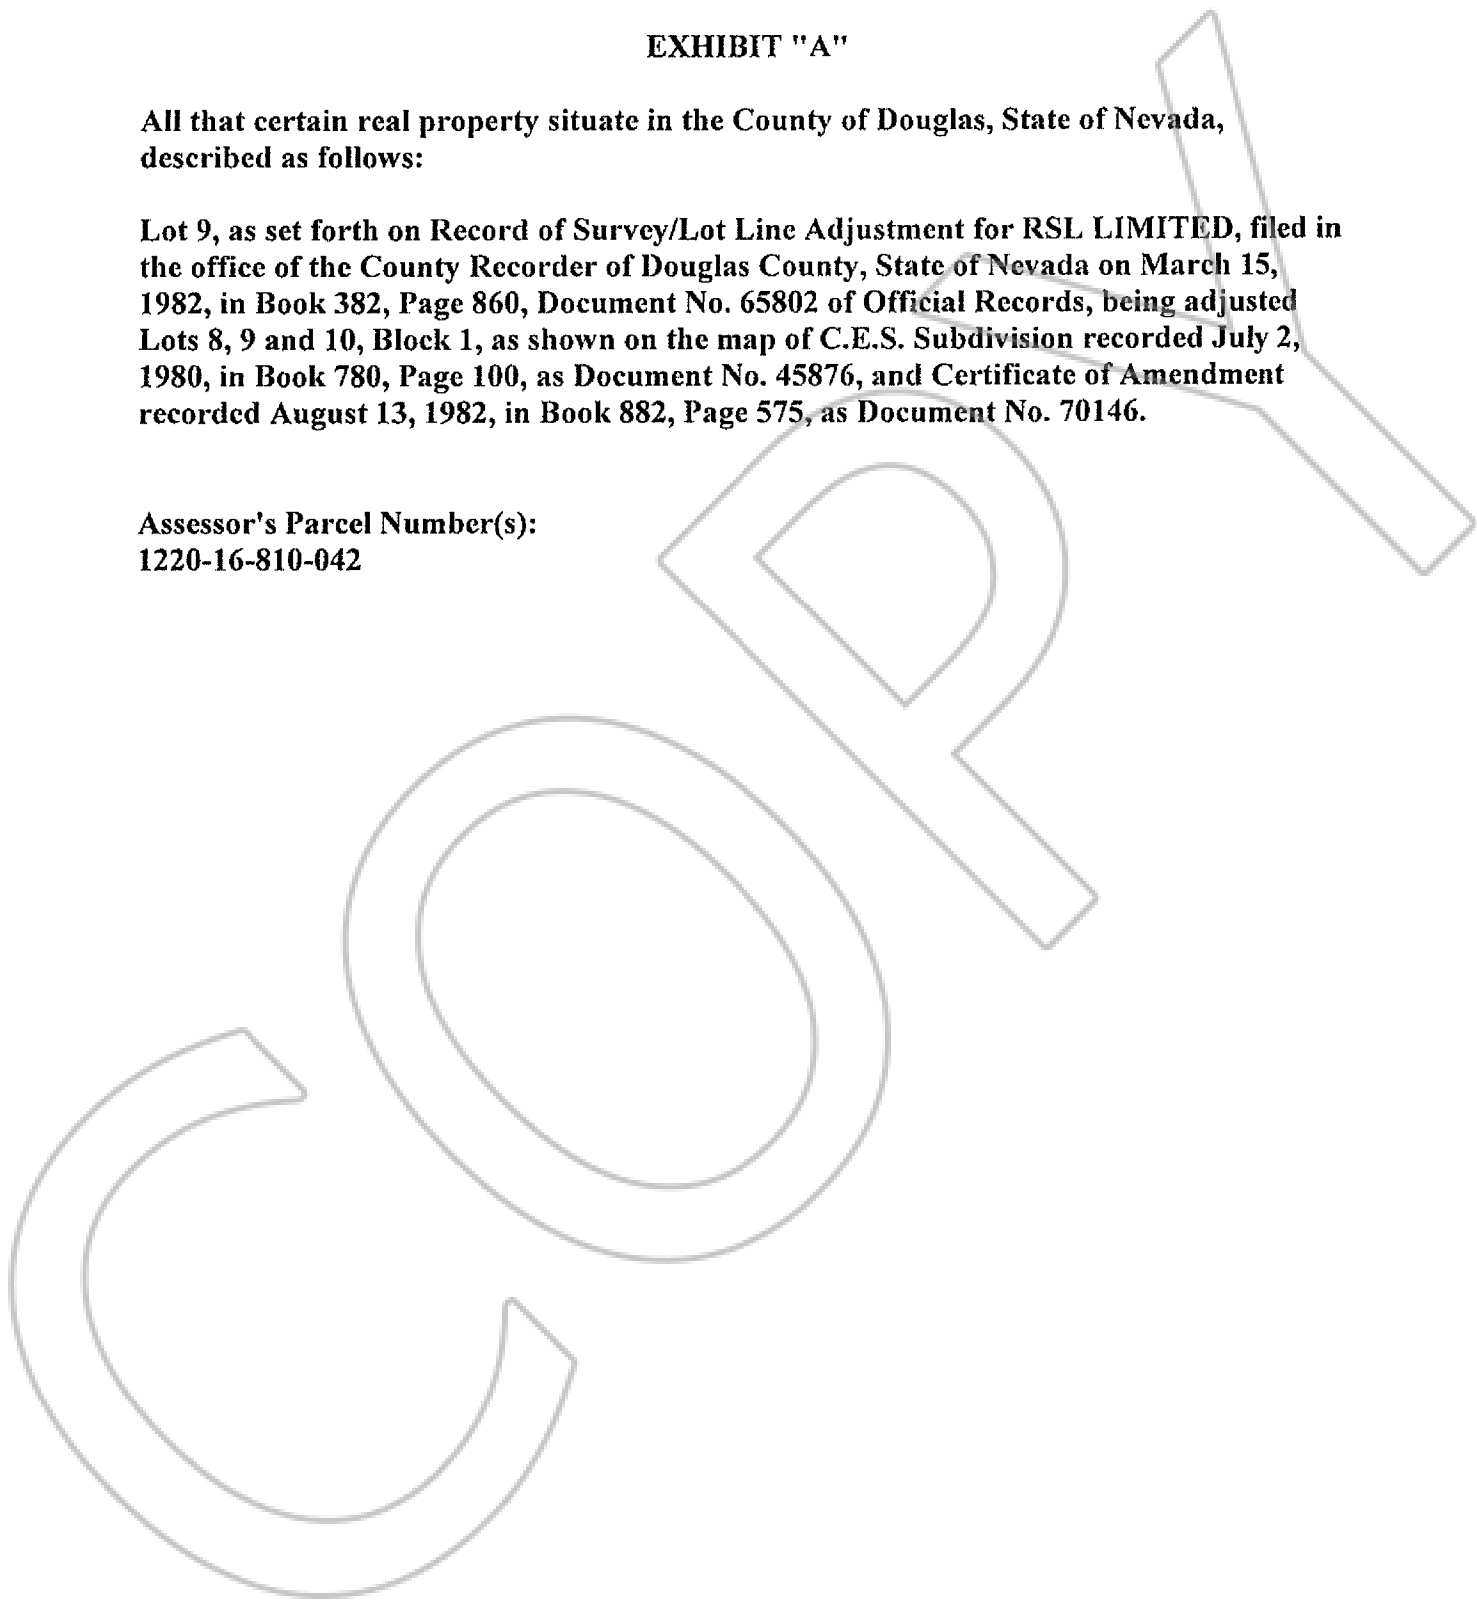 EXHIBIT "A"
All that certain real property situate in the County of Douglas, State of Nevada,
described as follows:
Lot 9, as set forth on Record of Survey/Lot Line Adjustment for RSL LIMITED, filed in
the office of the County Recorder of Douglas County, State of Nevada on March 15,
1982, in Book 382, Page 860, Document No. 65802 of Official Records, being adjusted
Lots 8, 9 and 10, Block 1, as shown on the map of C.E.S. Subdivision recorded July 2,
1980, in Book 780, Page 100, as Document No. 45876, and Certificate of Amendment
recorded August 13, 1982, in Book 882, Page 575, as Document No. 70146.
Assessor's Parcel Number(s):
1220-16-810-042
COPY